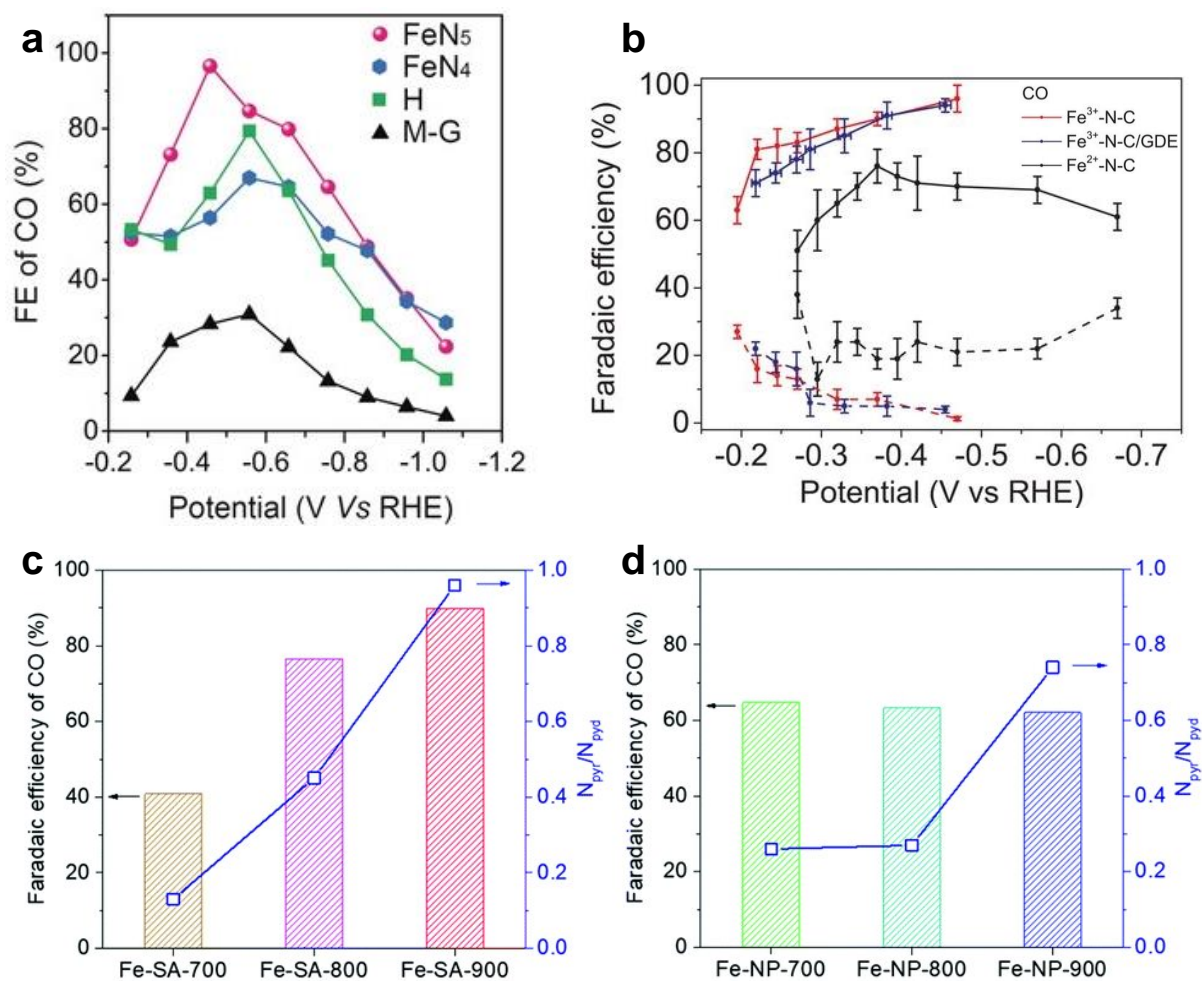 a
FeN₅
FeN₄
H
M-G
FE of CO (%)
100
80
60
40
20
0
-0.2
-0.4
-0.6
-0.8
-1.0
-1.2
Potential (V Vs RHE)
b
CO
Fe³⁺-N-C
Fe³⁺-N-C/GDE
Fe²⁺-N-C
Faradaic efficiency (%)
100
80
60
40
20
0
-0.2
-0.3
-0.4
-0.5
-0.6
-0.7
Potential (V vs RHE)
c
Faradaic efficiency of CO (%)
100
80
60
40
20
0
1.0
0.8
0.6
0.4
0.2
0.0
Npyr/Npyd
Fe-SA-700
Fe-SA-800
Fe-SA-900
d
Faradaic efficiency of CO (%)
100
80
60
40
20
0
1.0
0.8
0.6
0.4
0.2
0.0
Npyr/Npyd
Fe-NP-700
Fe-NP-800
Fe-NP-900